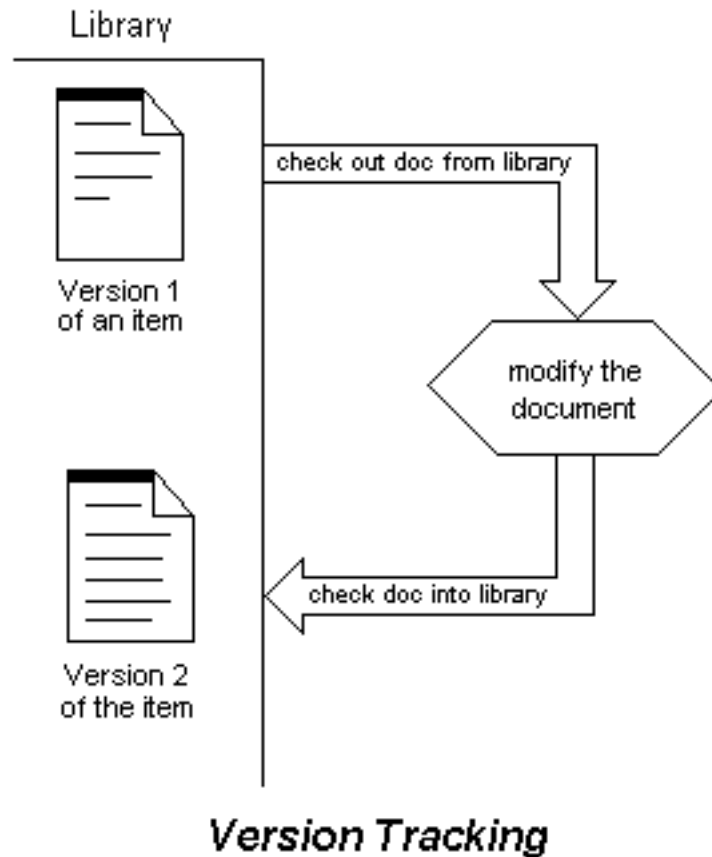 Library
check out doc from library
Version 1
of an item
modify the
document
check doc into library
Version 2
of the item
Version Tracking